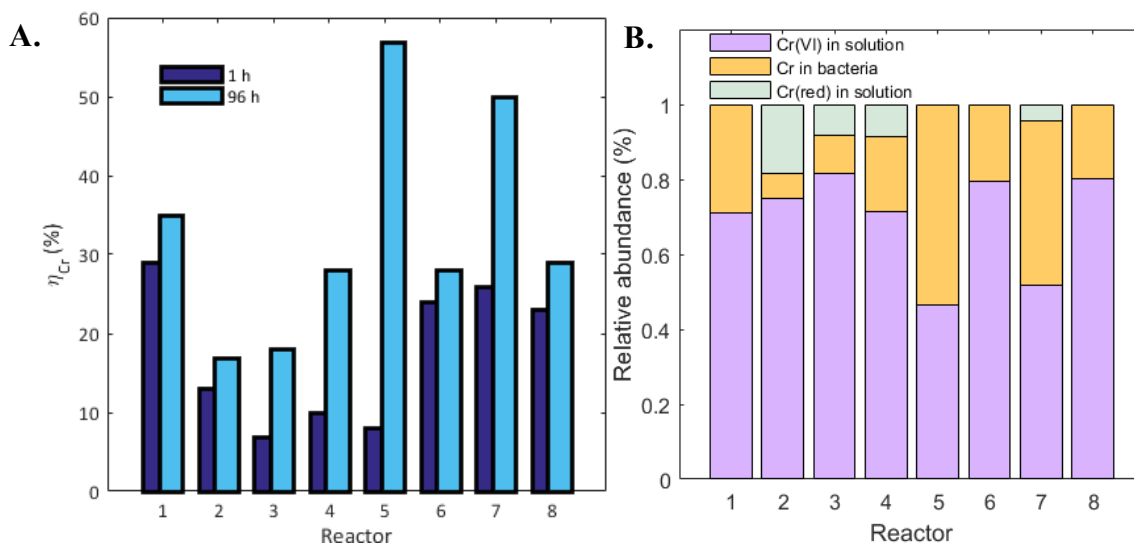 A.
60
50
40
30
20
10
0
ηCr (%)
1 h
96 h
1 2 3 4 5 6 7 8
Reactor
B.
Cr(VI) in solution
Cr in bacteria
Cr(red) in solution
1
0.8
0.6
0.4
0.2
0
Relative abundance (%)
1 2 3 4 5 6 7 8
Reactor